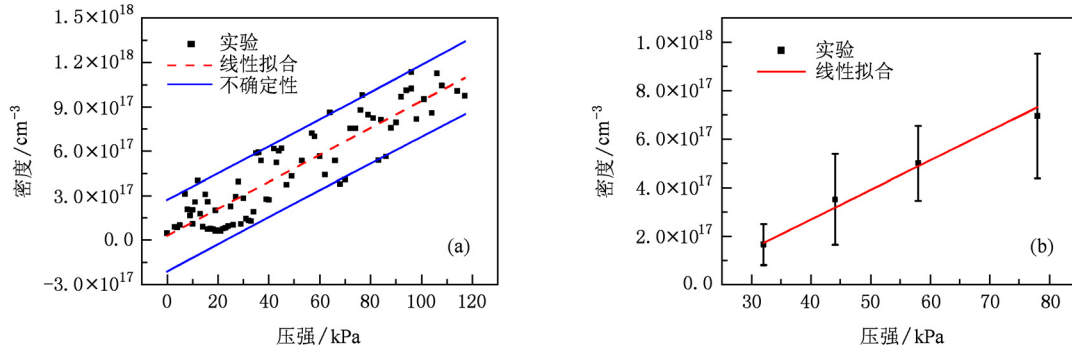 1.5×10^18
1.2×10^18
9.0×10^17
6.0×10^17
3.0×10^17
0.0
-3.0×10^17
密度/cm^-3
实验
线性拟合
不确定性
(a)
0 20 40 60 80 100 120
压强/kPa
1.0×10^18
8.0×10^17
6.0×10^17
4.0×10^17
2.0×10^17
0.0
密度/cm^-3
实验
线性拟合
(b)
30 40 50 60 70 80
压强/kPa